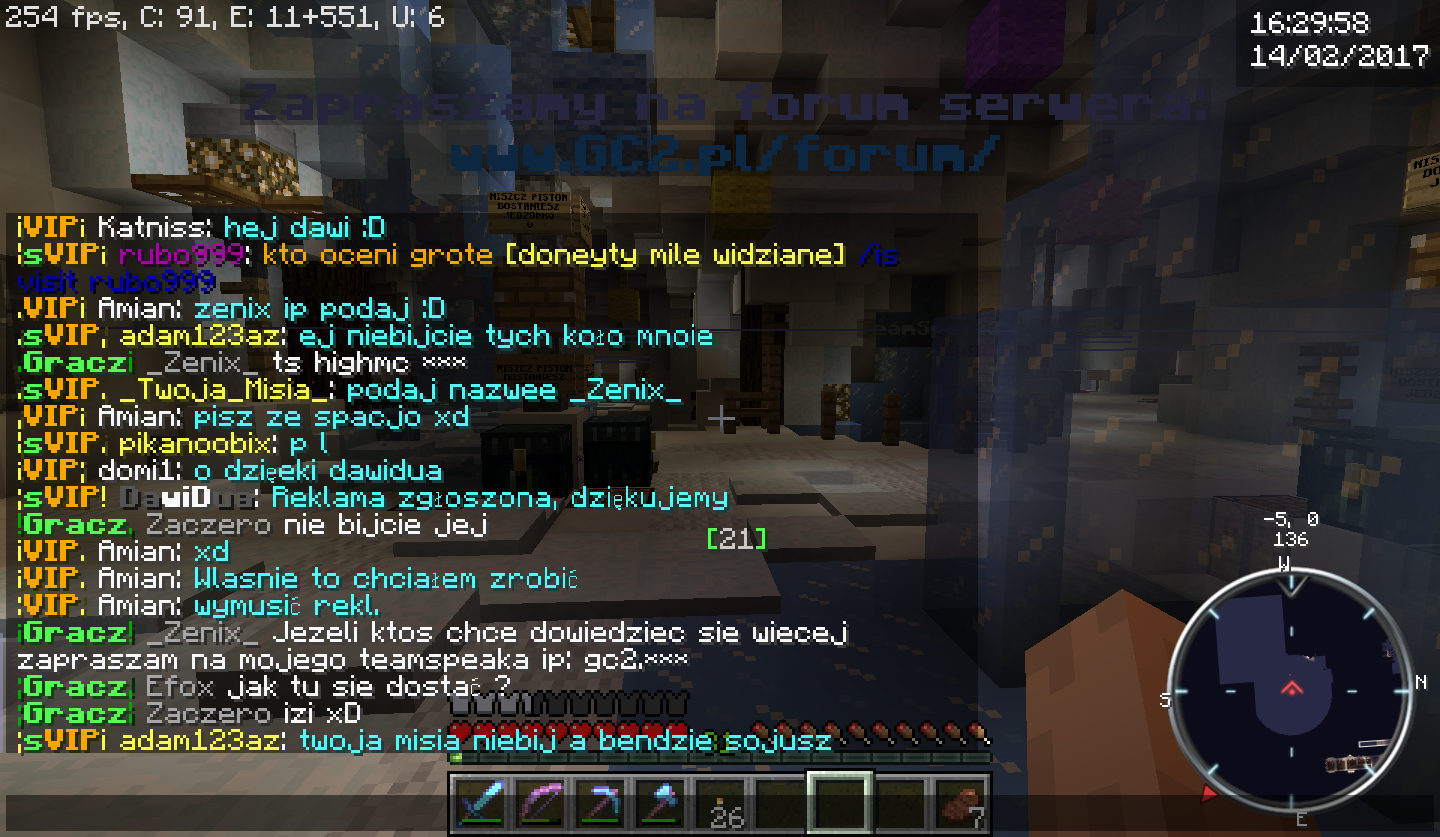 254 fps, C: 91, E: 11+551, U: 6
16:29:58
14/02/2017
Zapraszamy na forum serwera:
www.GC2.pl/forum/
NISZCZ PISTON
DOSTANIESZ
JEDZONKO
V
¡VIP¡ Katniss: hej dawi :D
¦sVIP¡ rubo999: kto oceni grote [doneyty mile widziane] /is
visit rubo999
.VIP¡ Amian: zenix ip podaj :D
.sVIP. adam123az: ej niebijcie tych koło mnoie
.Gracz¡ _Zenix_ ts highmc ***
.sVIP. _Twoja_Misia_: podaj nazwee _Zenix_
,VIP¡ Amian: pisz ze spacjo xd
¦sVIP. pikanoobix: p l
¡VIP¡ domi1: o dzięeki dawidua
¦sVIP! DawiDua: Reklama zgłoszona, dziękujemy
!Gracz. Zaczero nie bijcie jej
[21]
¡VIP. Amian: xd
¡VIP. Amian: Wlasnie to chciałem zrobić
¦VIP. Amian: wymusić rekl.
¡Gracz! _Zenix_ Jezeli ktos chce dowiedziec sie wiecej
zapraszam na mojego teamspeaka ip: gc2.***
¦Gracz¡ Efox jak tu sie dostać ?
¦Gracz¡ Zaczero izi xD
¦sVIP¡ adam123az: twoja misia niebij a bendzie sojusz
-5, 0
136
W
N
S
E
26
7